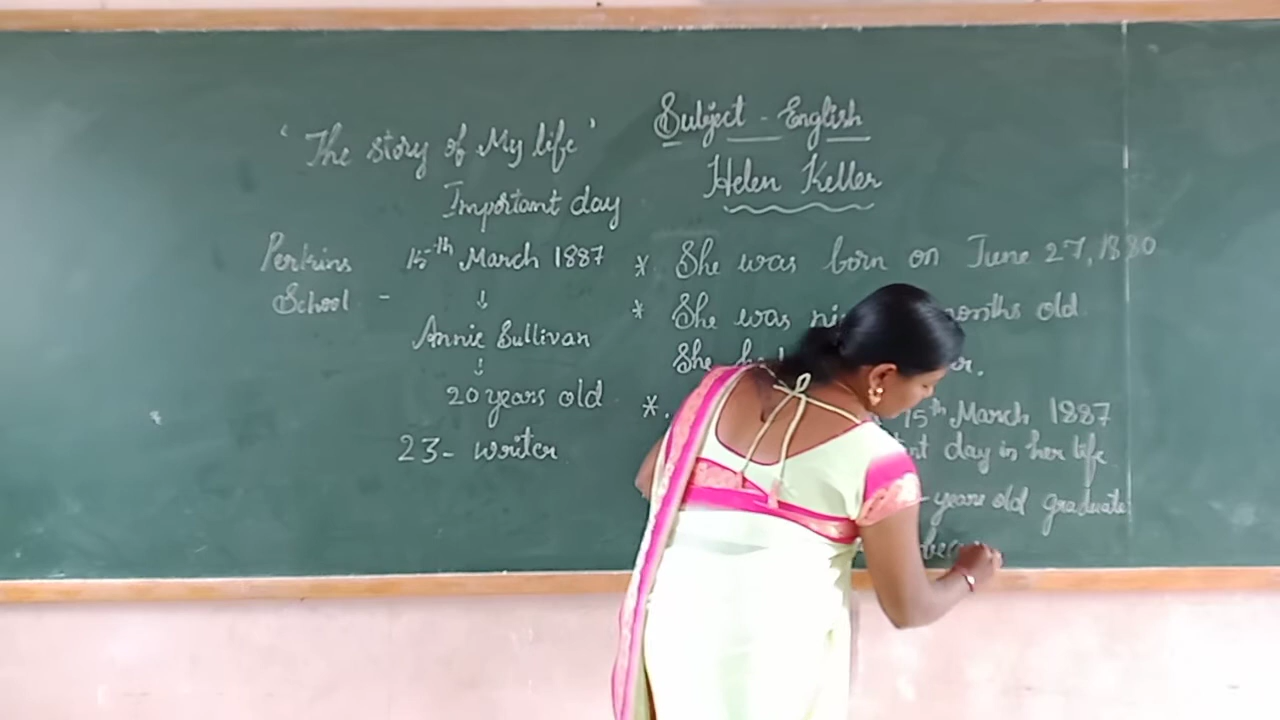 Subject - English
"The story of My life"
Helen Keller
Important day
Perkins
School -
15th March 1887
↓
Annie Sullivan
↓
20 years old
23 - writer
* She was born on June 27, 1880
* She was months old
She
* 15th March 1887
day in her life
years old graduate